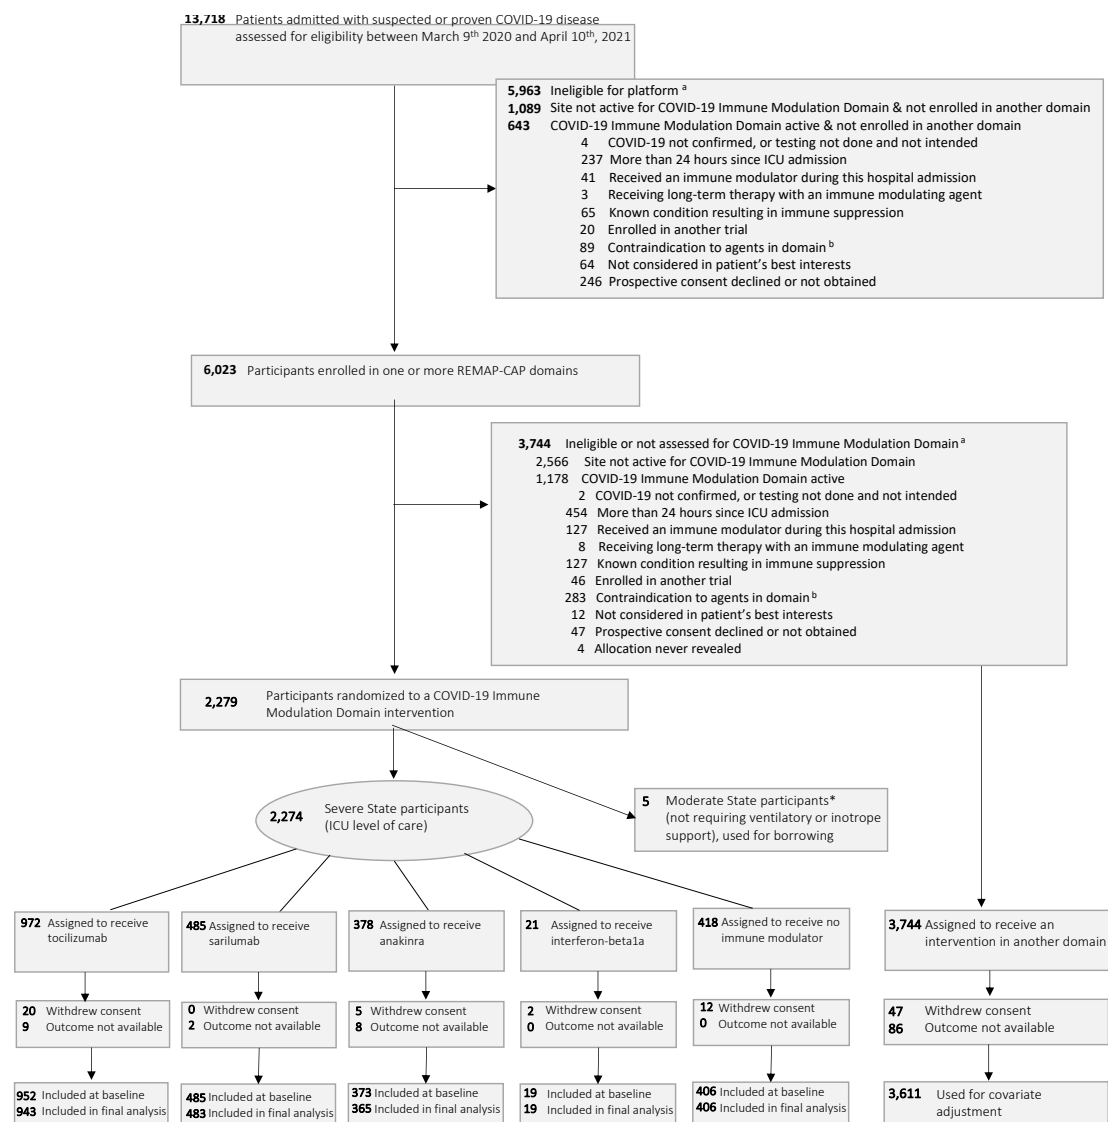 13,718 Patients admitted with suspected or proven COVID-19 disease
assessed for eligibility between March 9th 2020 and April 10th, 2021
5,963 Ineligible for platform a
1,089 Site not active for COVID-19 Immune Modulation Domain & not enrolled in another domain
643 COVID-19 Immune Modulation Domain active & not enrolled in another domain
4 COVID-19 not confirmed, or testing not done and not intended
237 More than 24 hours since ICU admission
41 Received an immune modulator during this hospital admission
3 Receiving long-term therapy with an immune modulating agent
65 Known condition resulting in immune suppression
20 Enrolled in another trial
89 Contraindication to agents in domain b
64 Not considered in patient's best interests
246 Prospective consent declined or not obtained
6,023 Participants enrolled in one or more REMAP-CAP domains
3,744 Ineligible or not assessed for COVID-19 Immune Modulation Domain a
2,566 Site not active for COVID-19 Immune Modulation Domain
1,178 COVID-19 Immune Modulation Domain active
2 COVID-19 not confirmed, or testing not done and not intended
454 More than 24 hours since ICU admission
127 Received an immune modulator during this hospital admission
8 Receiving long-term therapy with an immune modulating agent
127 Known condition resulting in immune suppression
46 Enrolled in another trial
283 Contraindication to agents in domain b
12 Not considered in patient's best interests
47 Prospective consent declined or not obtained
4 Allocation never revealed
2,279 Participants randomized to a COVID-19 Immune
Modulation Domain intervention
2,274 Severe State participants
(ICU level of care)
5 Moderate State participants*
(not requiring ventilatory or inotrope
support), used for borrowing
972 Assigned to receive
tocilizumab
485 Assigned to receive
sarilumab
378 Assigned to receive
anakinra
21 Assigned to receive
interferon-beta1a
418 Assigned to receive no
immune modulator
3,744 Assigned to receive an
intervention in another domain
20 Withdrew consent
9 Outcome not available
0 Withdrew consent
2 Outcome not available
5 Withdrew consent
8 Outcome not available
2 Withdrew consent
0 Outcome not available
12 Withdrew consent
0 Outcome not available
47 Withdrew consent
86 Outcome not available
952 Included at baseline
943 Included in final analysis
485 Included at baseline
483 Included in final analysis
373 Included at baseline
365 Included in final analysis
19 Included at baseline
19 Included in final analysis
406 Included at baseline
406 Included in final analysis
3,611 Used for covariate
adjustment